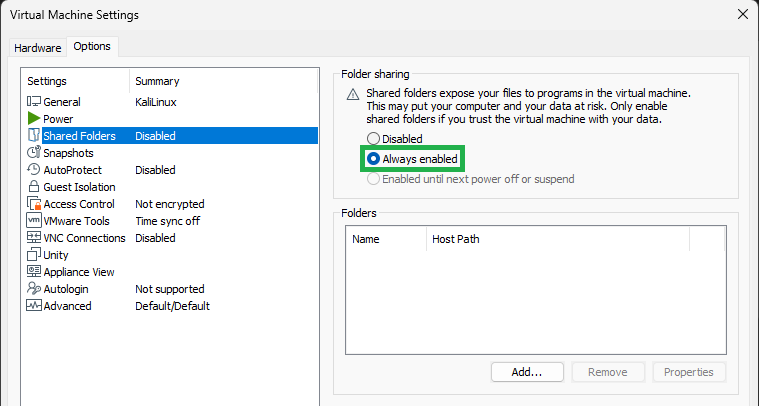 Virtual Machine Settings
Hardware Options
Settings Summary
General KaliLinux
Power
Shared Folders Disabled
Snapshots
AutoProtect Disabled
Guest Isolation
Access Control Not encrypted
vm VMware Tools Time sync off
VNC Connections Disabled
Unity
Appliance View
Autologin Not supported
Advanced Default/Default
Folder sharing
Shared folders expose your files to programs in the virtual machine.
This may put your computer and your data at risk. Only enable
shared folders if you trust the virtual machine with your data.
Disabled
Always enabled
Enabled until next power off or suspend
Folders
Name Host Path
Add... Remove Properties